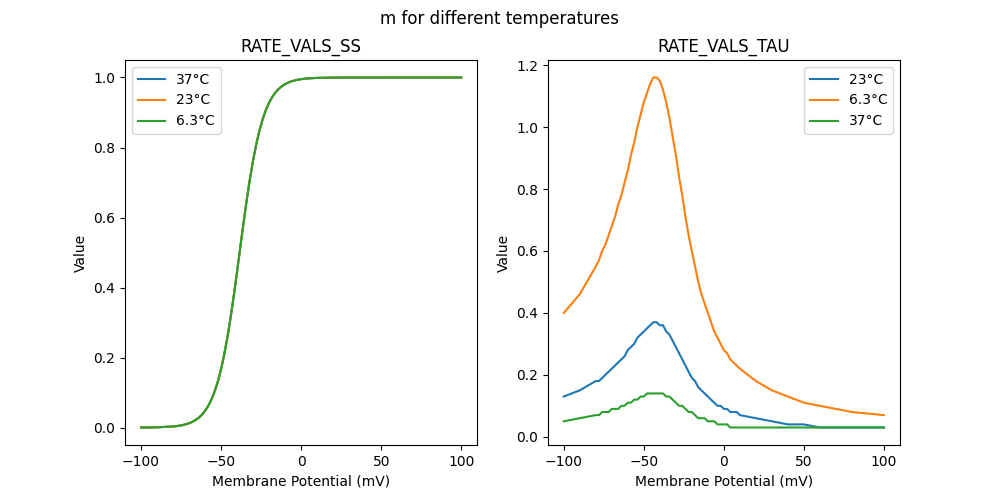 m for different temperatures
RATE_VALS_SS
RATE_VALS_TAU
37°C
23°C
6.3°C
23°C
6.3°C
37°C
Value
1.0
0.8
0.6
0.4
0.2
0.0
−100
−50
0
50
100
Membrane Potential (mV)
Value
1.2
1.0
0.8
0.6
0.4
0.2
0.0
−100
−50
0
50
100
Membrane Potential (mV)